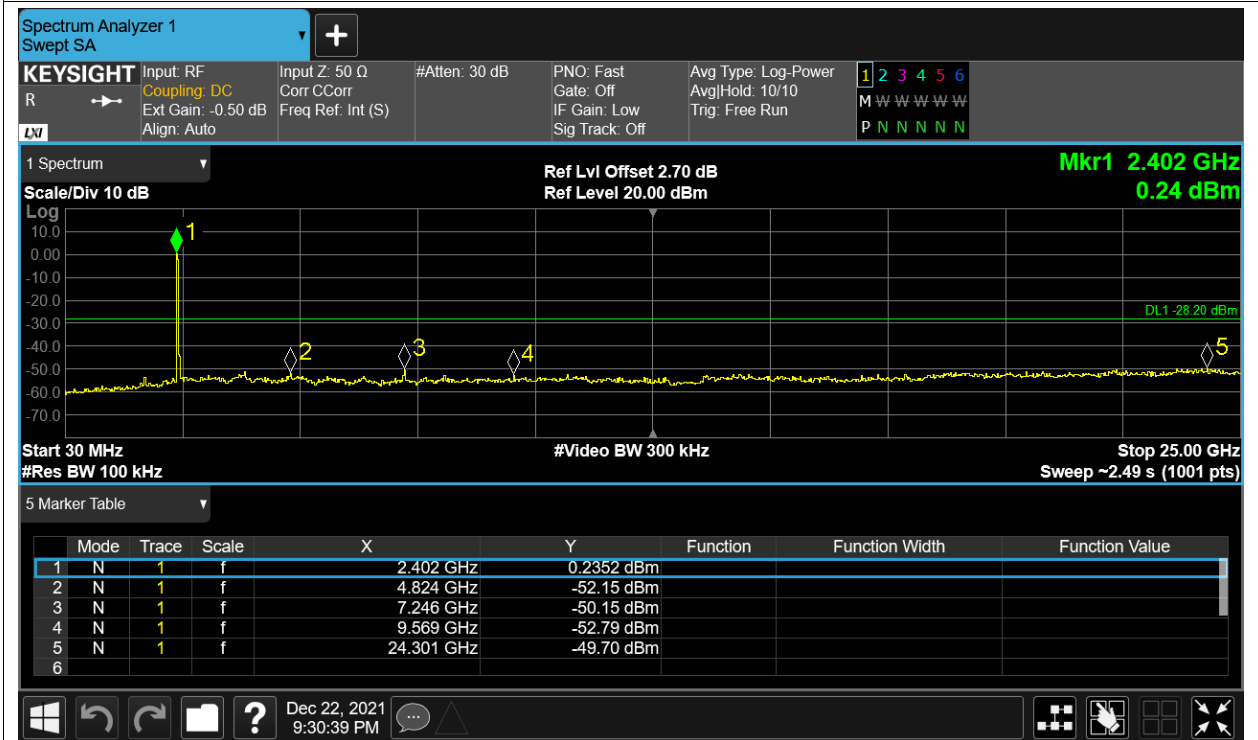 Spectrum Analyzer 1
Swept SA
+
KEYSIGHT
R
LXI
Input: RF
Coupling: DC
Ext Gain: -0.50 dB
Align: Auto
Input Z: 50 Ω
Corr CCorr
Freq Ref: Int (S)
#Atten: 30 dB
PNO: Fast
Gate: Off
IF Gain: Low
Sig Track: Off
Avg Type: Log-Power
Avg|Hold: 10/10
Trig: Free Run
1 2 3 4 5 6
M W W W W W
P N N N N N
1 Spectrum
Scale/Div 10 dB
Ref Lvl Offset 2.70 dB
Ref Level 20.00 dBm
Mkr1 2.402 GHz
0.24 dBm
Log
10.0
0.00
-10.0
-20.0
-30.0
-40.0
-50.0
-60.0
-70.0
1
DL1 -28.20 dBm
2
3
4
5
Start 30 MHz
#Video BW 300 kHz
Stop 25.00 GHz
#Res BW 100 kHz
Sweep ~2.49 s (1001 pts)
5 Marker Table
Mode Trace Scale X Y Function Function Width Function Value
1 N 1 f 2.402 GHz 0.2352 dBm
2 N 1 f 4.824 GHz -52.15 dBm
3 N 1 f 7.246 GHz -50.15 dBm
4 N 1 f 9.569 GHz -52.79 dBm
5 N 1 f 24.301 GHz -49.70 dBm
6
?
Dec 22, 2021
9:30:39 PM